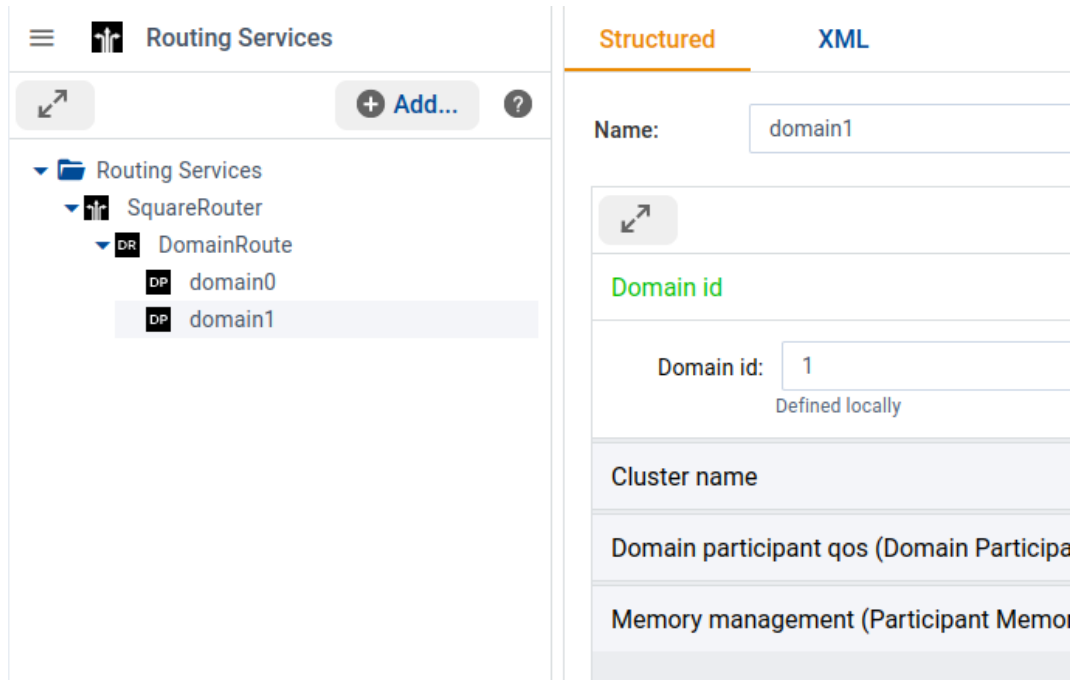 Routing Services
Add...
?
Routing Services
SquareRouter
DR DomainRoute
DP domain0
DP domain1
Structured XML
Name: domain1
Domain id
Domain id: 1
Defined locally
Cluster name
Domain participant qos (Domain Participa
Memory management (Participant Memor